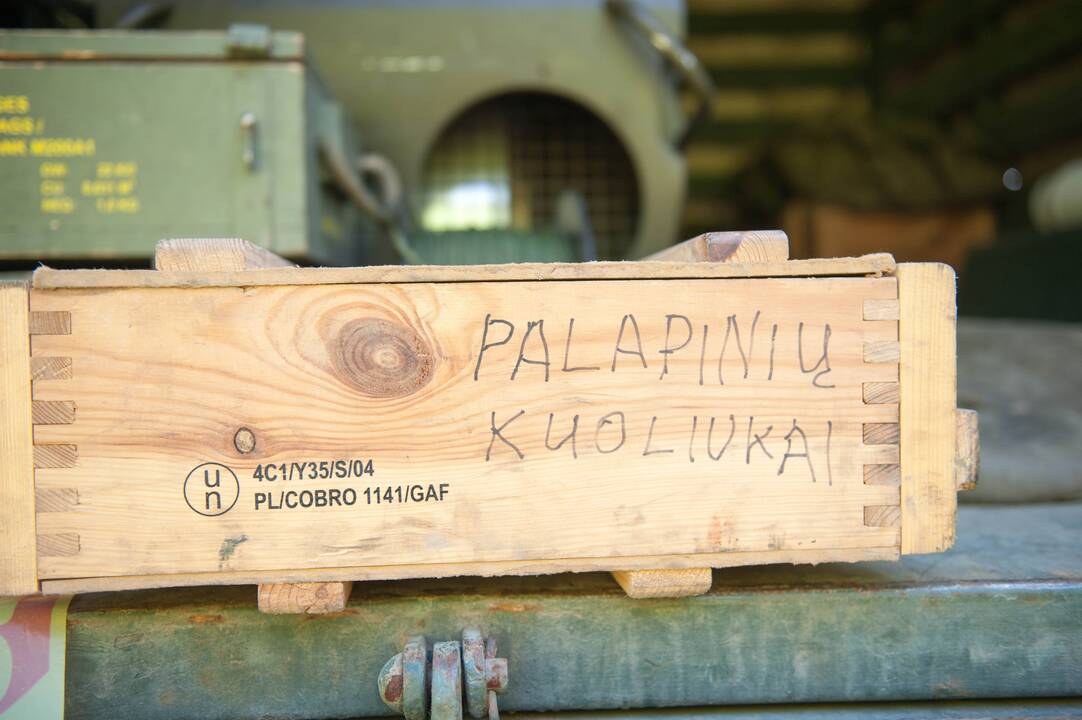 PALAPINIŲ
KUOLIUKAI
un
4C1/Y35/S/04
PL/COBRO 1141/GAF